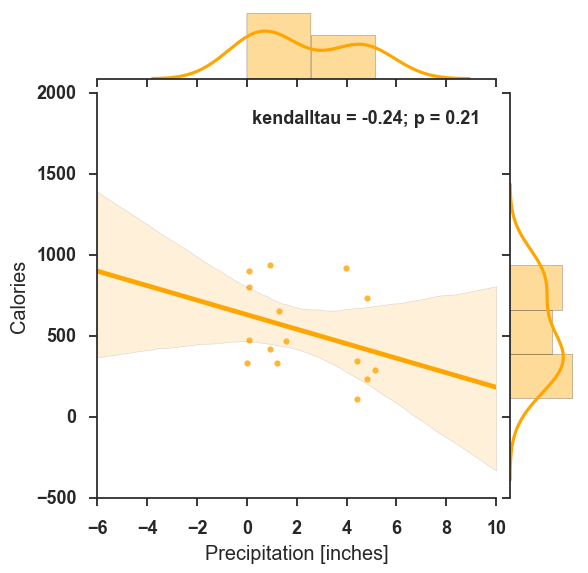 kendalltau = -0.24; p = 0.21
2000
1500
1000
500
0
−500
Calories
−6 −4 −2 0 2 4 6 8 10
Precipitation [inches]